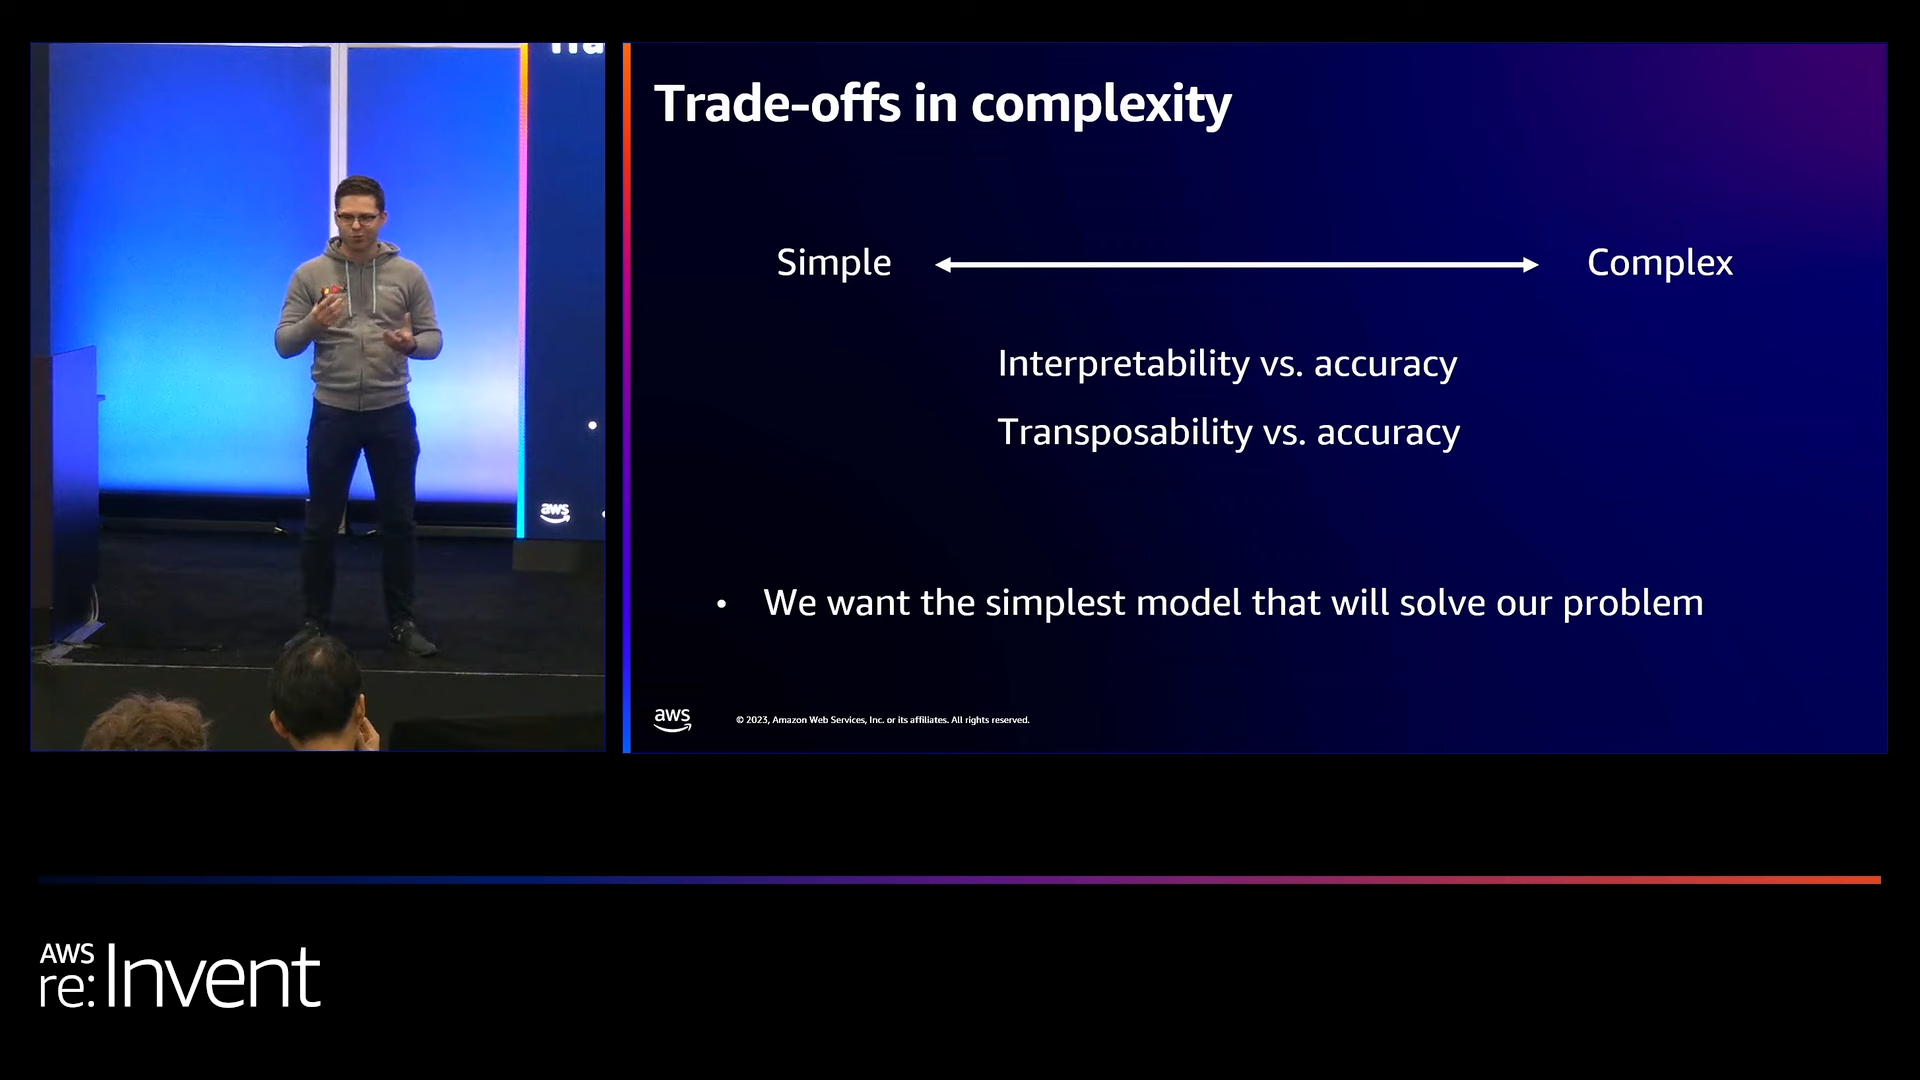 Trade-offs in complexity
Simple
Complex
Interpretability vs. accuracy
Transposability vs. accuracy
• We want the simplest model that will solve our problem
aws
© 2023, Amazon Web Services, Inc. or its affiliates. All rights reserved.
aws
AWS
re:Invent